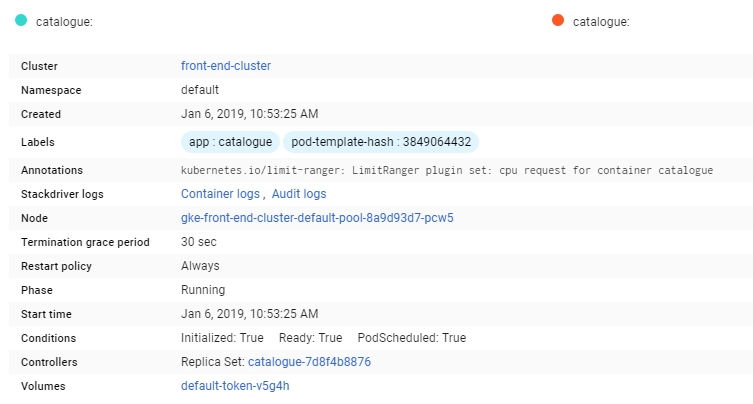 catalogue: catalogue:
Cluster front-end-cluster
Namespace default
Created Jan 6, 2019, 10:53:25 AM
Labels app : catalogue pod-template-hash : 3849064432
Annotations kubernetes.io/limit-ranger: LimitRanger plugin set: cpu request for container catalogue
Stackdriver logs Container logs , Audit logs
Node gke-front-end-cluster-default-pool-8a9d93d7-pcw5
Termination grace period 30 sec
Restart policy Always
Phase Running
Start time Jan 6, 2019, 10:53:25 AM
Conditions Initialized: True Ready: True PodScheduled: True
Controllers Replica Set: catalogue-7d8f4b8876
Volumes default-token-v5g4h